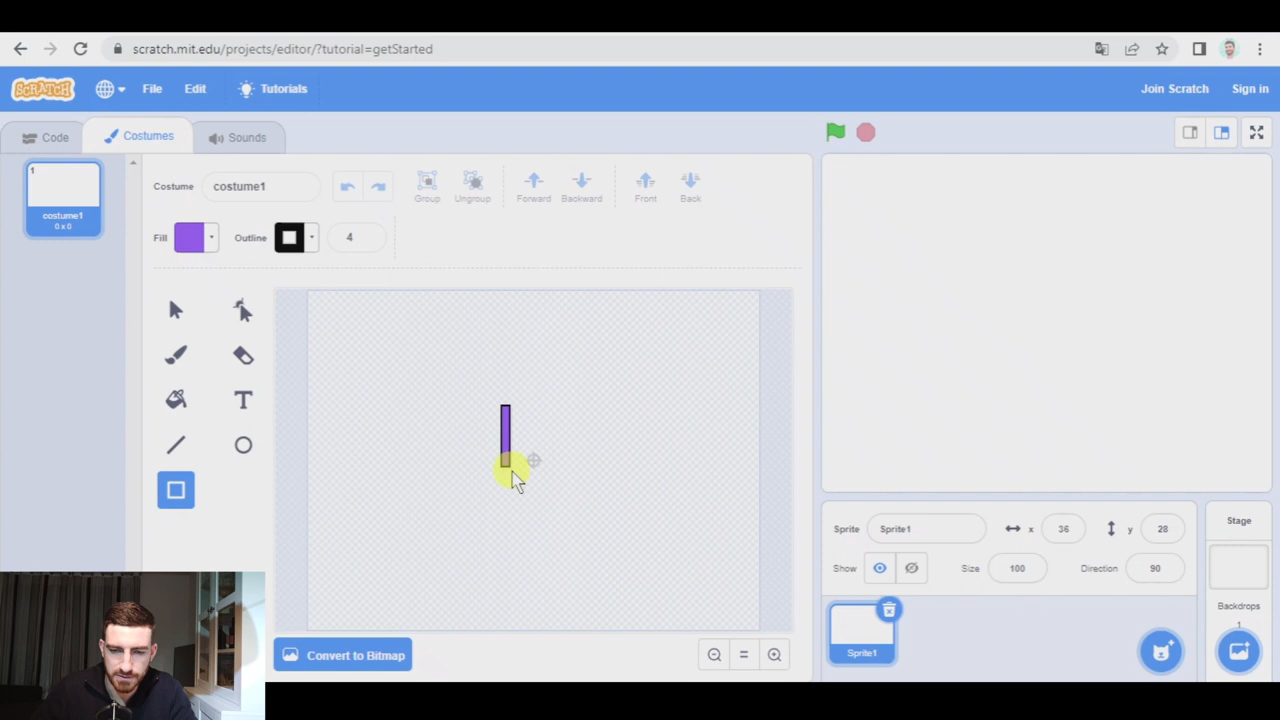 scratch.mit.edu/projects/editor/?tutorial=getStarted
SCRATCH
File
Edit
Tutorials
Join Scratch
Sign in
Code
Costumes
Sounds
1
costume1
0 x 0
Costume
costume1
Group
Ungroup
Forward
Backward
Front
Back
Fill
Outline
4
Convert to Bitmap
Sprite
Sprite1
x
36
y
28
Show
Size
100
Direction
90
Sprite1
Stage
Backdrops
1